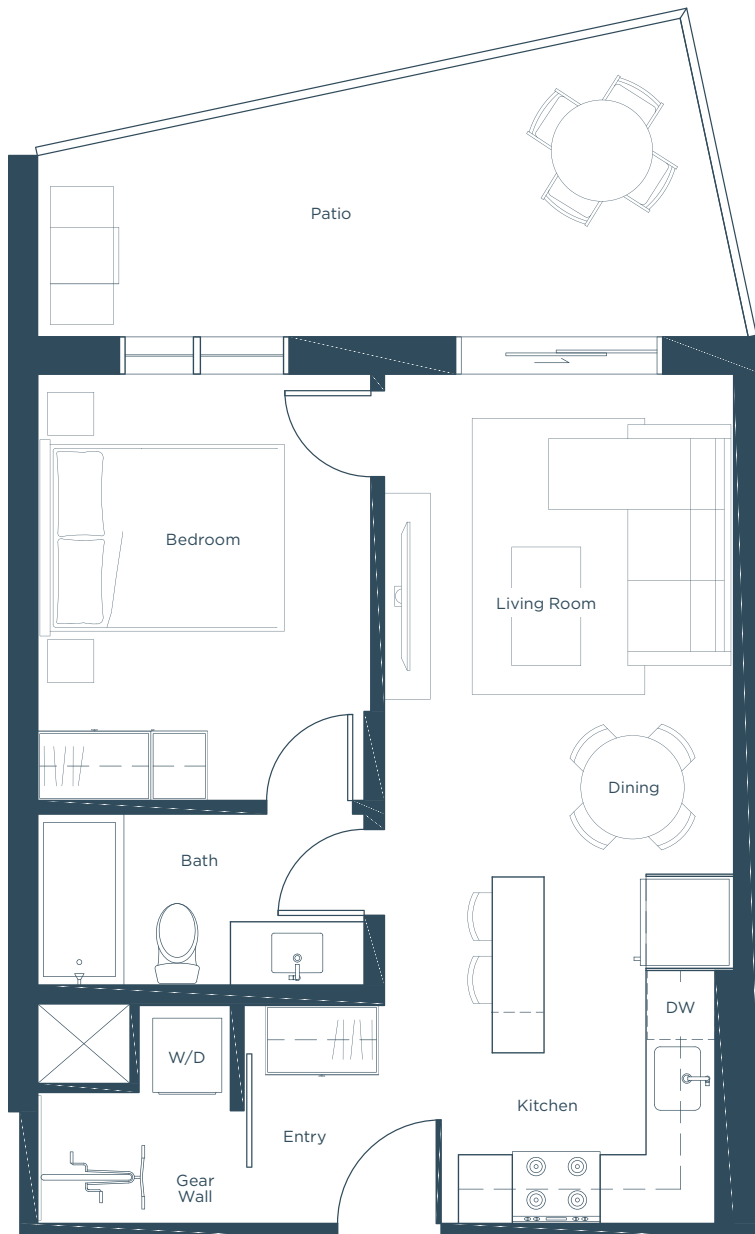 Patio
Bedroom
Living Room
Dining
Bath
DW
W/D
Kitchen
Entry
Gear
Wall